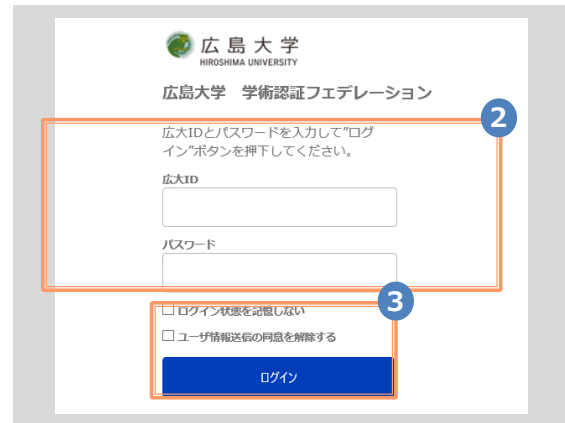 広島大学
HIROSHIMA UNIVERSITY
広島大学　学術認証フェデレーション
2
広大IDとパスワードを入力して"ログ
イン"ボタンを押下してください。
広大ID
パスワード
3
ログイン状態を記憶しない
ユーザ情報送信の同意を解除する
ログイン